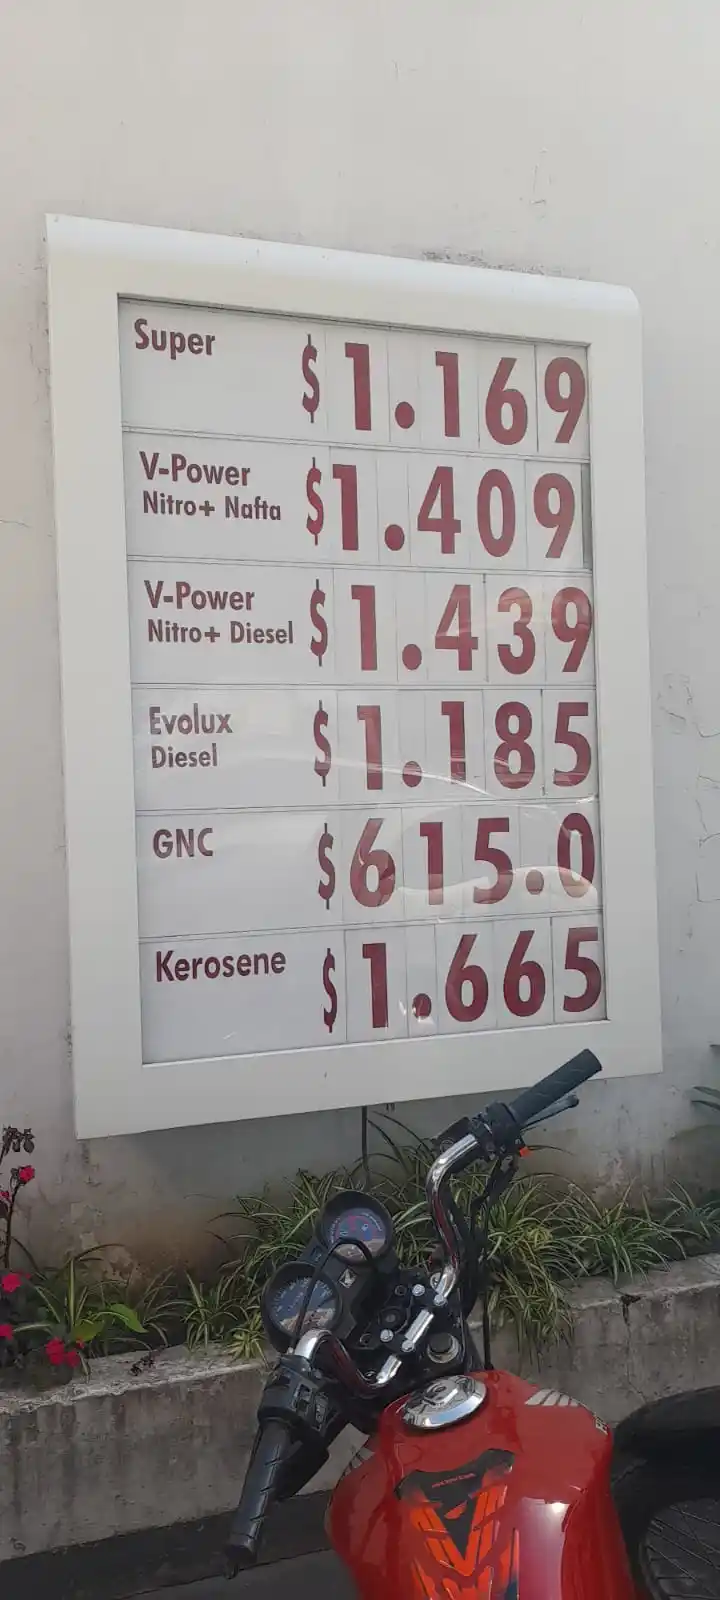 Super $1.169
V-Power
Nitro+ Nafta $1.409
V-Power
Nitro+ Diesel $1.439
Evolux
Diesel $1.185
GNC $615.0
Kerosene $1.665